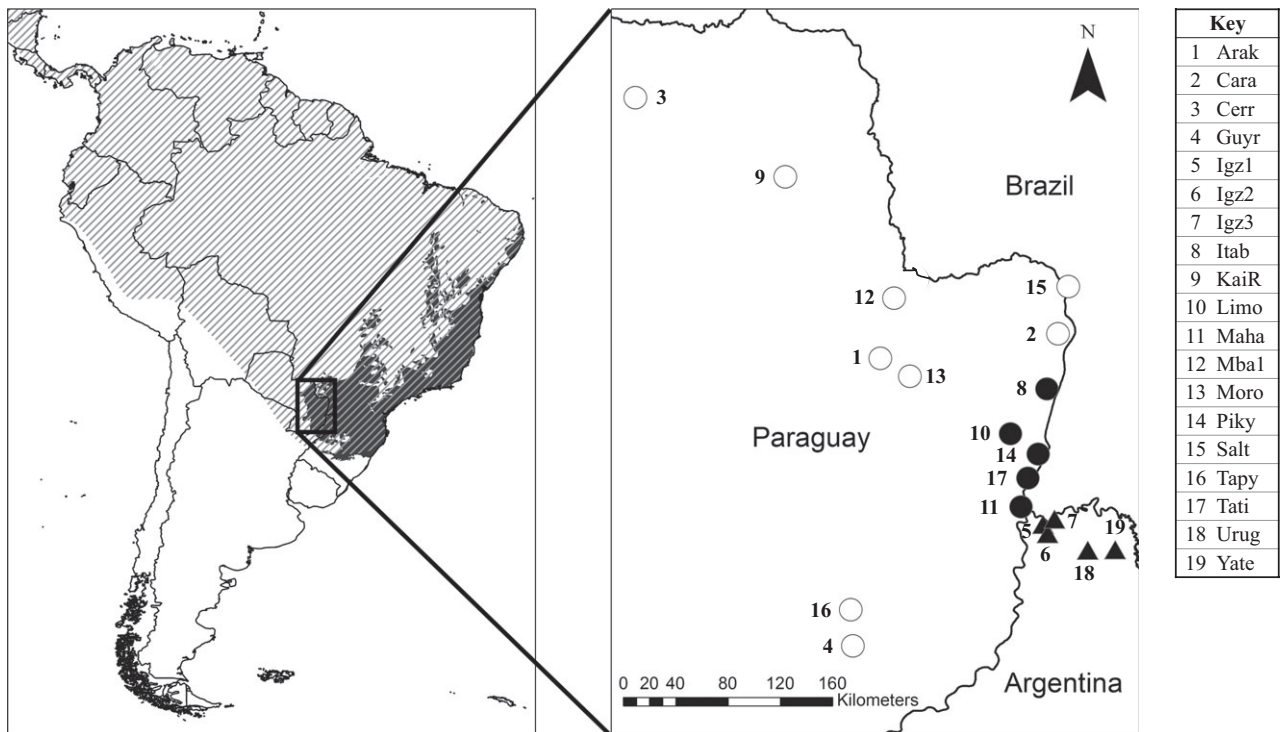 N
3
9
Brazil
15
12
2
1
13
8
Paraguay
10
14
17
11
5
7
19
6
18
16
4
Argentina
0 20 40 80 120 160
Kilometers
Key
1 Arak
2 Cara
3 Cerr
4 Guyr
5 Igz1
6 Igz2
7 Igz3
8 Itab
9 KaiR
10 Limo
11 Maha
12 Mba1
13 Moro
14 Piky
15 Salt
16 Tapy
17 Tati
18 Urug
19 Yate